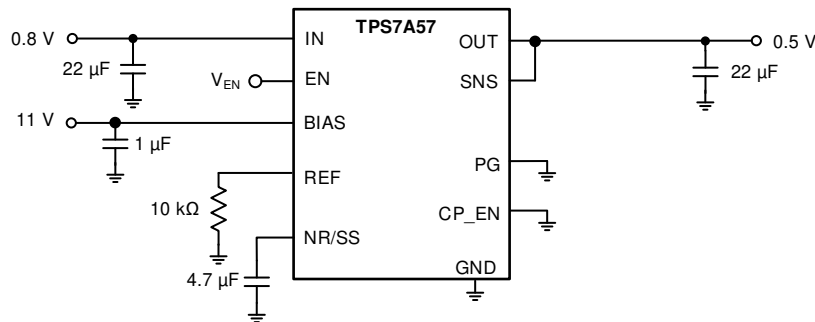 TPS7A57
0.8 V
IN
OUT
0.5 V
22 µF
V_EN
EN
SNS
22 µF
11 V
BIAS
1 µF
REF
PG
10 kΩ
CP_EN
NR/SS
4.7 µF
GND